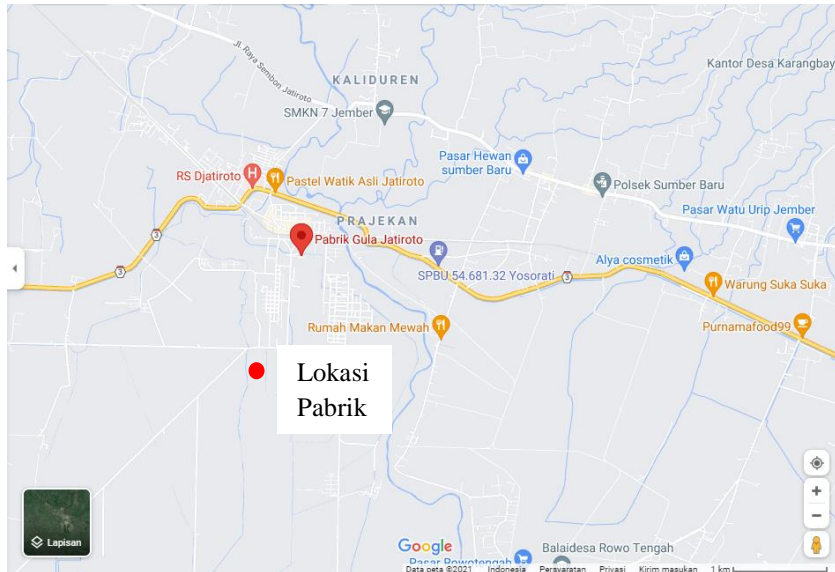 Kantor Desa Karangbay
Jl. Raya Sembon Jatiroto
KALIDUREN
SMKN 7 Jember
Pasar Hewan
sumber Baru
RS Djatiroto
H
Pastel Watik Asli Jatiroto
Polsek Sumber Baru
PRAJEKAN
Pasar Watu Urip Jember
3
Pabrik Gula Jatiroto
3
SPBU 54.681.32 Yosorati
3
Alya cosmetik
Warung Suka Suka
Rumah Makan Mewah
Purnamafood99
Lokasi
Pabrik
Lapisan
Google
Balaidesa Rowo Tengah
Pasar Rowotengah
Data peta ©2021 Indonesia Persyaratan Privasi Kirim masukan 1 km